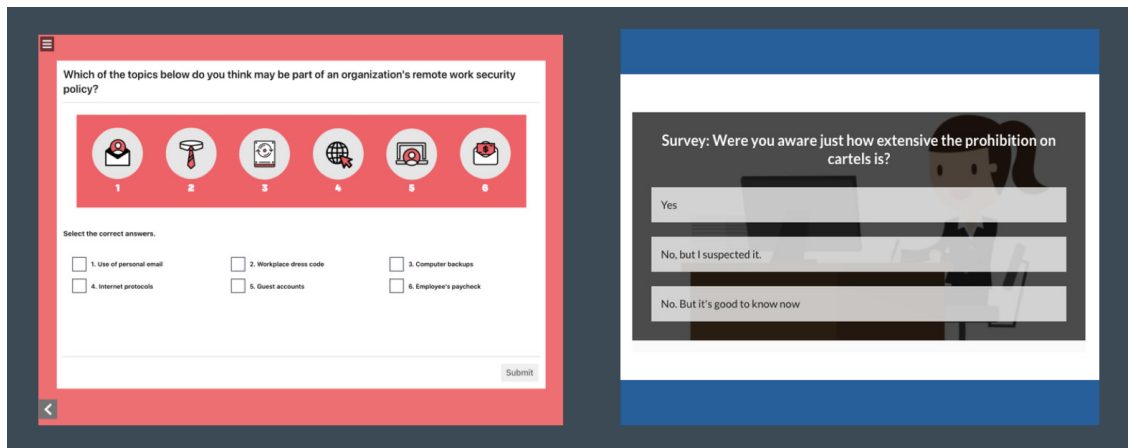 Which of the topics below do you think may be part of an organization's remote work security
policy?
1 2 3 4 5 6
Select the correct answers.
1. Use of personal email
2. Workplace dress code
3. Computer backups
4. Internet protocols
5. Guest accounts
6. Employee's paycheck
Submit
Survey: Were you aware just how extensive the prohibition on
cartels is?
Yes
No, but I suspected it.
No. But it's good to know now